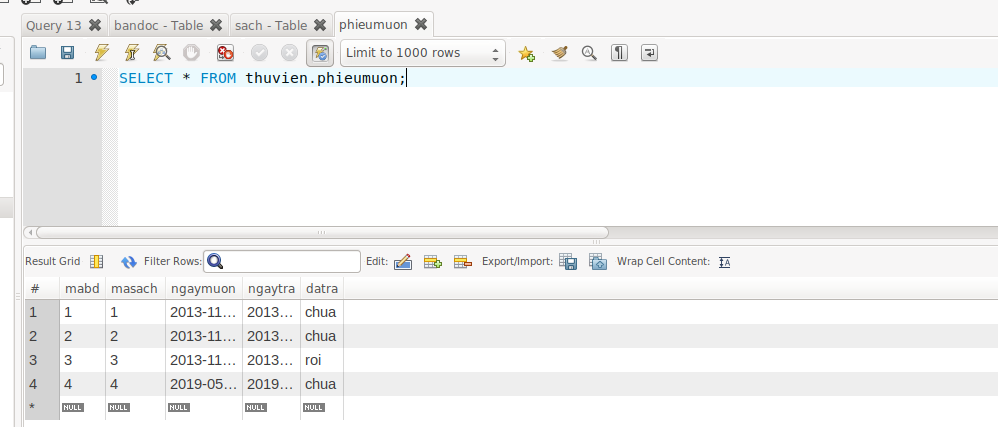 Query 13 bandoc - Table sach - Table phieumuon
Limit to 1000 rows
1 SELECT * FROM thuvien.phieumuon;
Result Grid Filter Rows: Edit: Export/Import: Wrap Cell Content:
# mabd masach ngaymuon ngaytra datra
1 1 1 2013-11... 2013... chua
2 2 2 2013-11... 2013... chua
3 3 3 2013-11... 2013... roi
4 4 4 2019-05... 2019... chua
* NULL NULL NULL NULL NULL